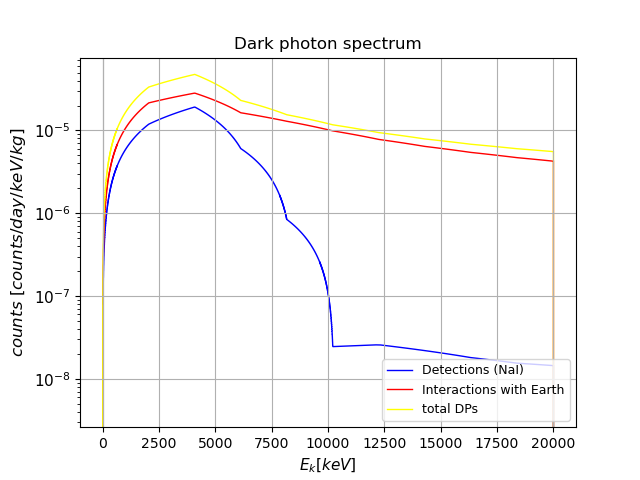 Dark photon spectrum
counts [counts/day/keV/kg]
10⁻⁵
10⁻⁶
10⁻⁷
10⁻⁸
Detections (NaI)
Interactions with Earth
total DPs
0 2500 5000 7500 10000 12500 15000 17500 20000
Eₖ[keV]